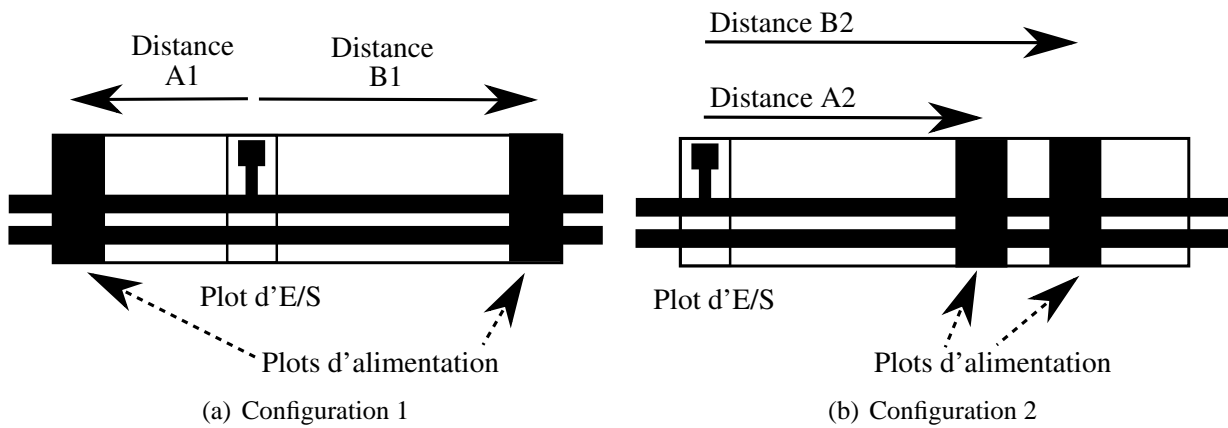 Distance
A1
Distance
B1
Plot d'E/S
Plots d'alimentation
(a) Configuration 1
Distance B2
Distance A2
Plot d'E/S
Plots d'alimentation
(b) Configuration 2